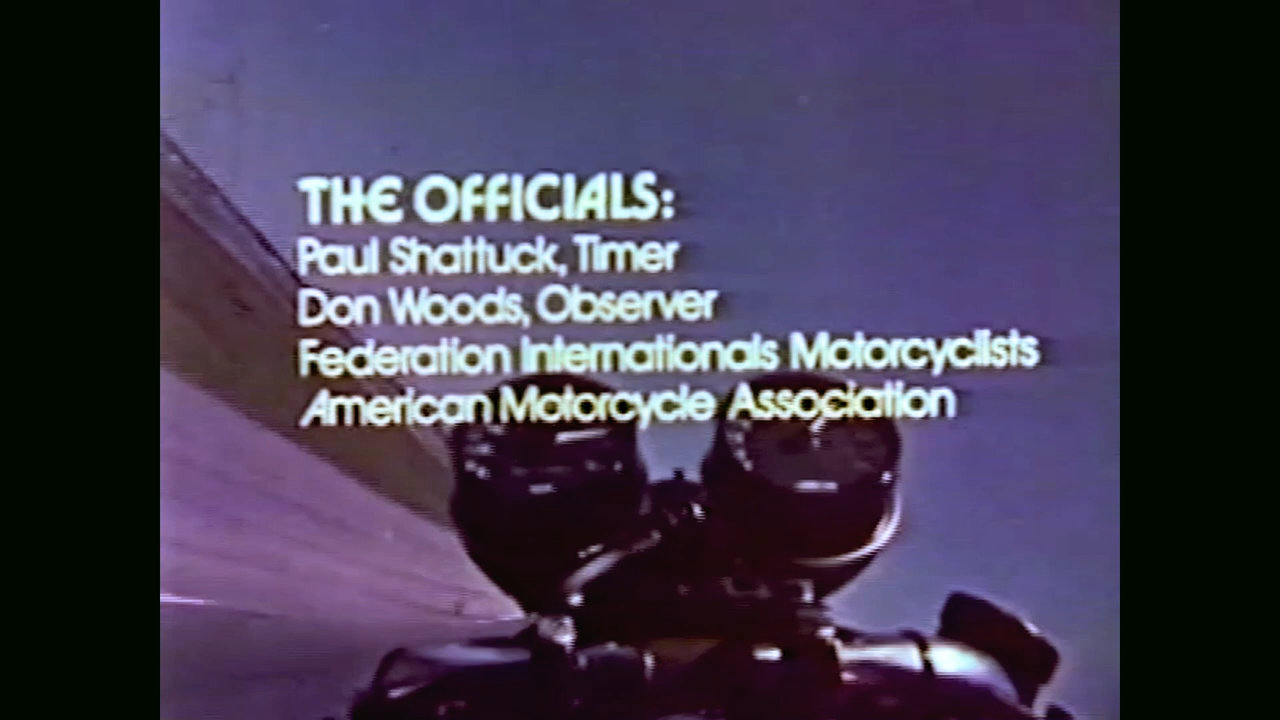 THE OFFICIALS:
Paul Shattuck, Timer
Don Woods, Observer
Federation Internationals Motorcyclists
American Motorcycle Association